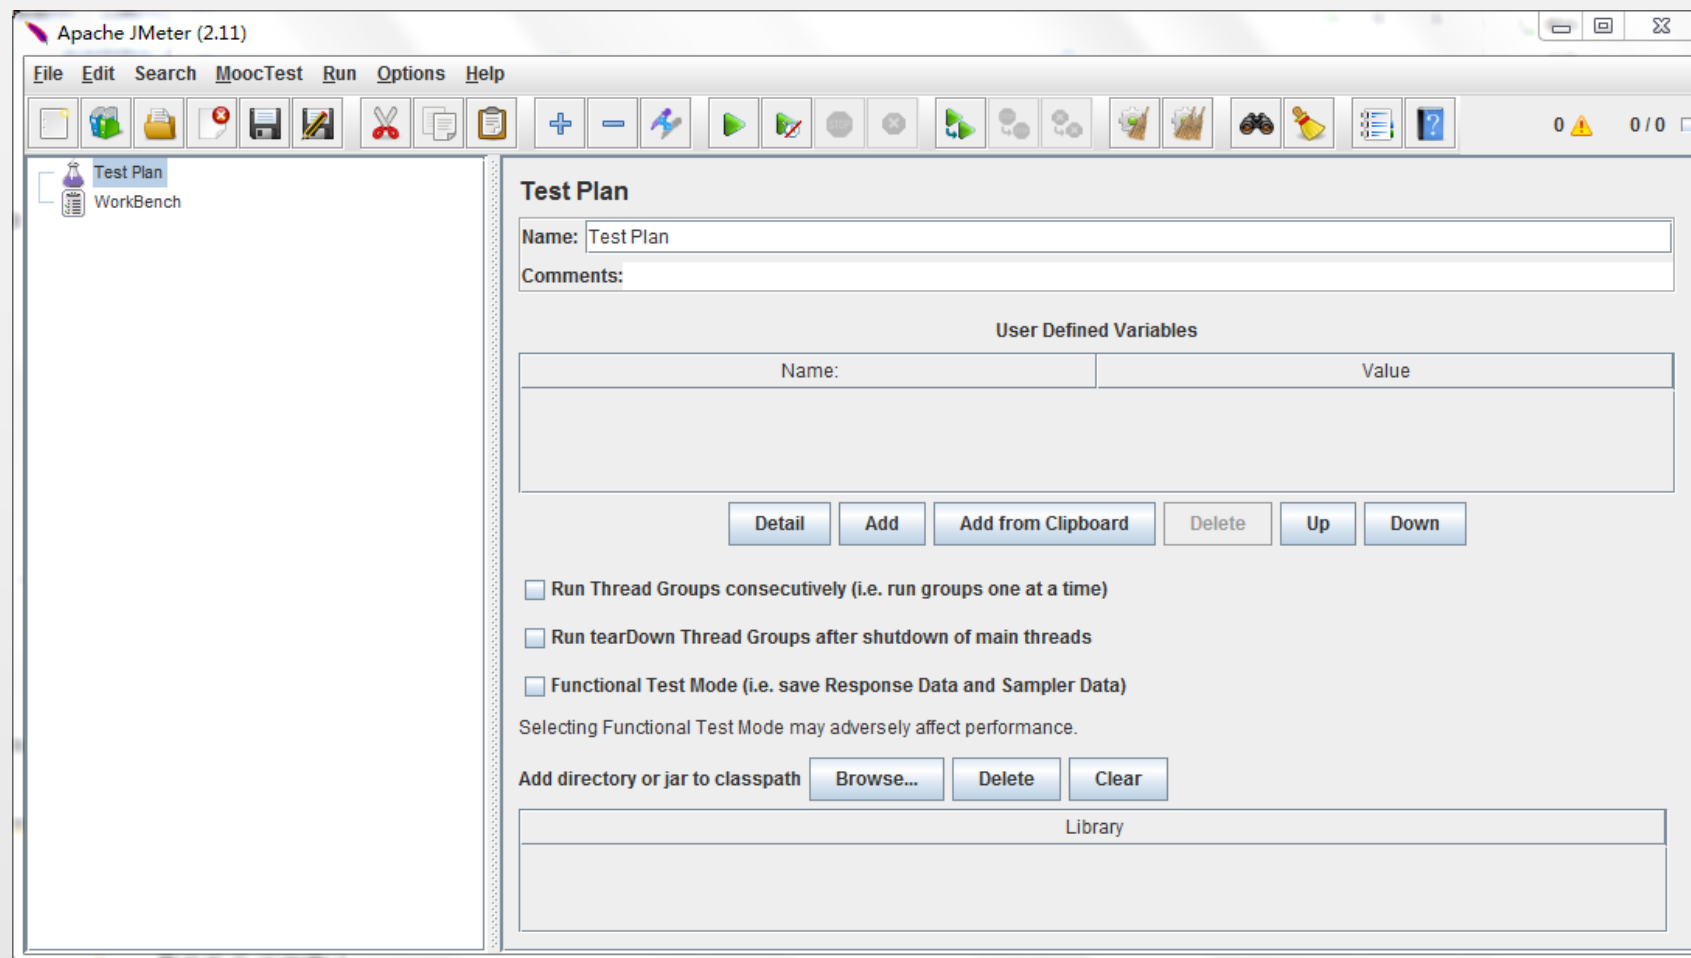 Apache JMeter (2.11)
File Edit Search MoocTest Run Options Help
0 0 / 0
Test Plan
WorkBench
Test Plan
Name: Test Plan
Comments:
User Defined Variables
Name: Value
Detail Add Add from Clipboard Delete Up Down
Run Thread Groups consecutively (i.e. run groups one at a time)
Run tearDown Thread Groups after shutdown of main threads
Functional Test Mode (i.e. save Response Data and Sampler Data)
Selecting Functional Test Mode may adversely affect performance.
Add directory or jar to classpath Browse... Delete Clear
Library